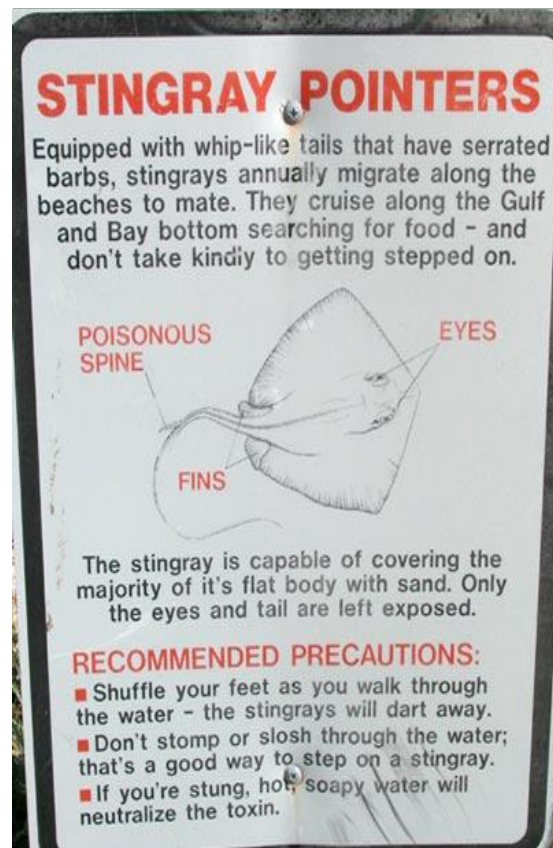 STINGRAY POINTERS
Equipped with whip-like tails that have serrated
barbs, stingrays annually migrate along the
beaches to mate. They cruise along the Gulf
and Bay bottom searching for food - and
don't take kindly to getting stepped on.
POISONOUS
SPINE
EYES
FINS
The stingray is capable of covering the
majority of it's flat body with sand. Only
the eyes and tail are left exposed.
RECOMMENDED PRECAUTIONS:
■ Shuffle your feet as you walk through
the water - the stingrays will dart away.
■ Don't stomp or slosh through the water;
that's a good way to step on a stingray.
■ If you're stung, hot, soapy water will
neutralize the toxin.